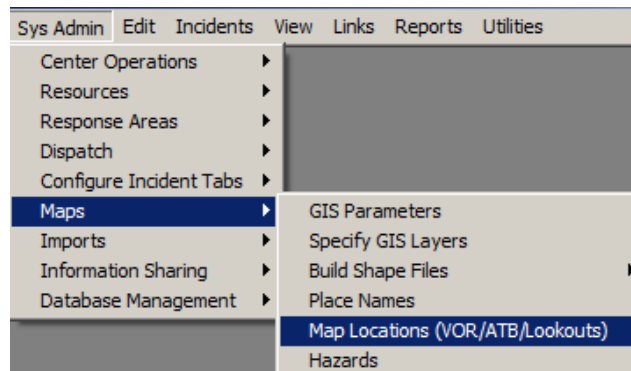 Sys Admin Edit Incidents View Links Reports Utilities
Center Operations
Resources
Response Areas
Dispatch
Configure Incident Tabs
Maps
Imports
Information Sharing
Database Management
GIS Parameters
Specify GIS Layers
Build Shape Files
Place Names
Map Locations (VOR/ATB/Lookouts)
Hazards